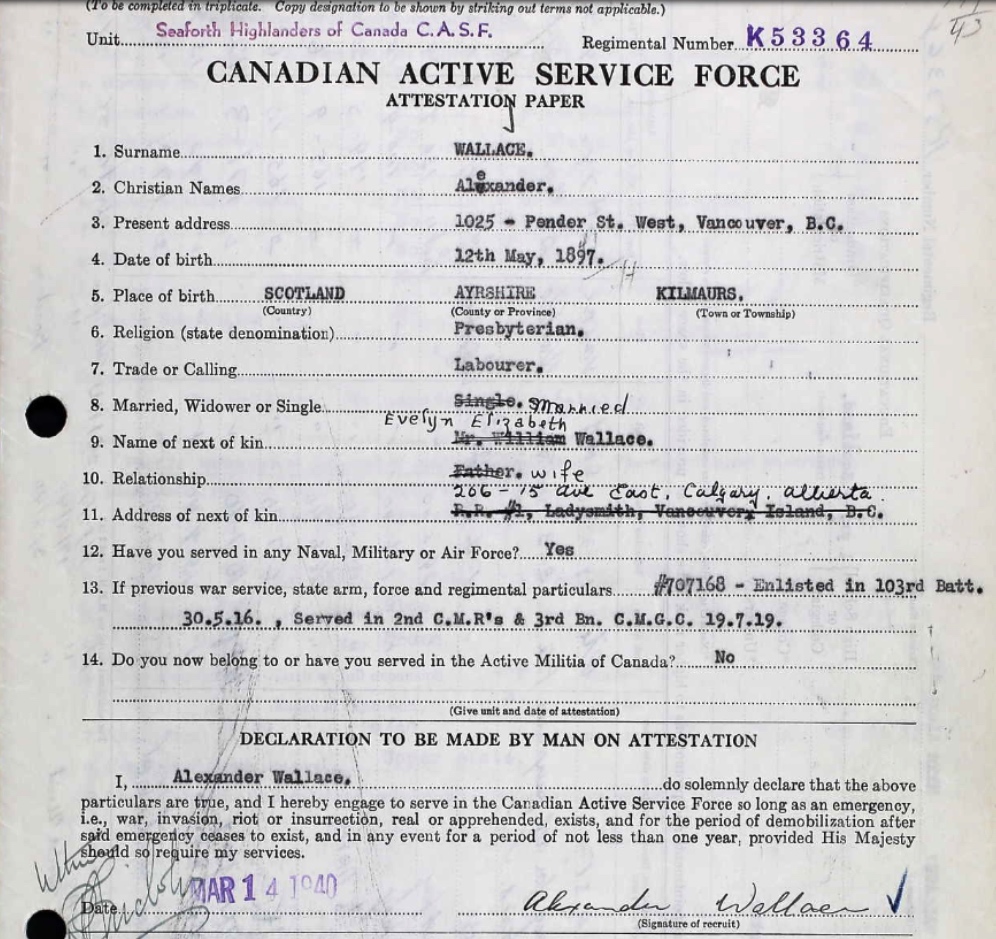 (To be completed in triplicate. Copy designation to be shown by striking out terms not applicable.)
Unit Seaforth Highlanders of Canada C.A.S.F. Regimental Number K53364
43
CANADIAN ACTIVE SERVICE FORCE
ATTESTATION PAPER
1. Surname WALLACE.
2. Christian Names Alexander.
3. Present address 1025 - Pender St. West, Vancouver, B.C.
4. Date of birth 12th May, 1897.
5. Place of birth SCOTLAND AYRSHIRE KILMAURS.
(Country) (County or Province) (Town or Township)
6. Religion (state denomination) Presbyterian.
7. Trade or Calling Labourer.
8. Married, Widower or Single Single. Married
Evelyn Elizabeth
9. Name of next of kin Mr. William Wallace.
10. Relationship Father. wife
206 - 15 Ave East, Calgary, Alberta.
11. Address of next of kin R.R. #1, Ladysmith, Vancouver, Island, B.C.
12. Have you served in any Naval, Military or Air Force? Yes
13. If previous war service, state arm, force and regimental particulars #707168 - Enlisted in 103rd Batt.
30.5.16. , Served in 2nd C.M.R's & 3rd Bn. C.M.G.C. 19.7.19.
14. Do you now belong to or have you served in the Active Militia of Canada? No
(Give unit and date of attestation)
DECLARATION TO BE MADE BY MAN ON ATTESTATION
I, Alexander Wallace. do solemnly declare that the above
particulars are true, and I hereby engage to serve in the Canadian Active Service Force so long as an emergency,
i.e., war, invasion, riot or insurrection, real or apprehended, exists, and for the period of demobilization after
said emergency ceases to exist, and in any event for a period of not less than one year, provided His Majesty
should so require my services.
Date MAR 14 1940 Alexander Wallace
(Signature of recruit)